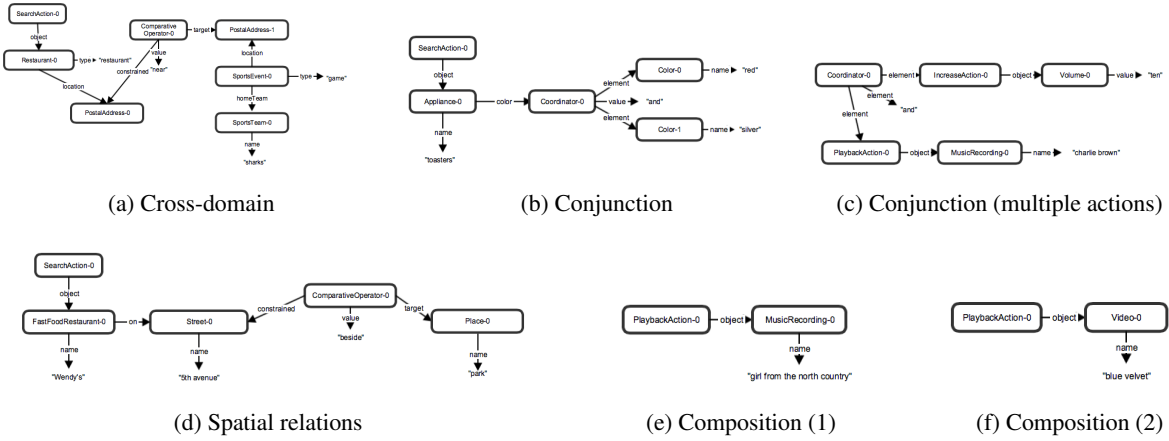 SearchAction-0
object
Restaurant-0
type
"restaurant"
location
PostalAddress-0
Comparative
Operator-0
target
value
"near"
constrained
PostalAddress-1
location
SportsEvent-0
type
"game"
homeTeam
SportsTeam-0
name
"sharks"
(a) Cross-domain
SearchAction-0
object
Appliance-0
color
Coordinator-0
name
"toasters"
element
Color-0
name
"red"
value
"and"
element
Color-1
name
"silver"
(b) Conjunction
Coordinator-0
element
IncreaseAction-0
object
Volume-0
value
"ten"
element
"and"
element
PlaybackAction-0
object
MusicRecording-0
name
"charlie brown"
(c) Conjunction (multiple actions)
SearchAction-0
object
FastFoodRestaurant-0
on
Street-0
name
"Wendy's"
name
"5th avenue"
constrained
ComparativeOperator-0
target
value
"beside"
Place-0
name
"park"
(d) Spatial relations
PlaybackAction-0
object
MusicRecording-0
name
"girl from the north country"
(e) Composition (1)
PlaybackAction-0
object
Video-0
name
"blue velvet"
(f) Composition (2)